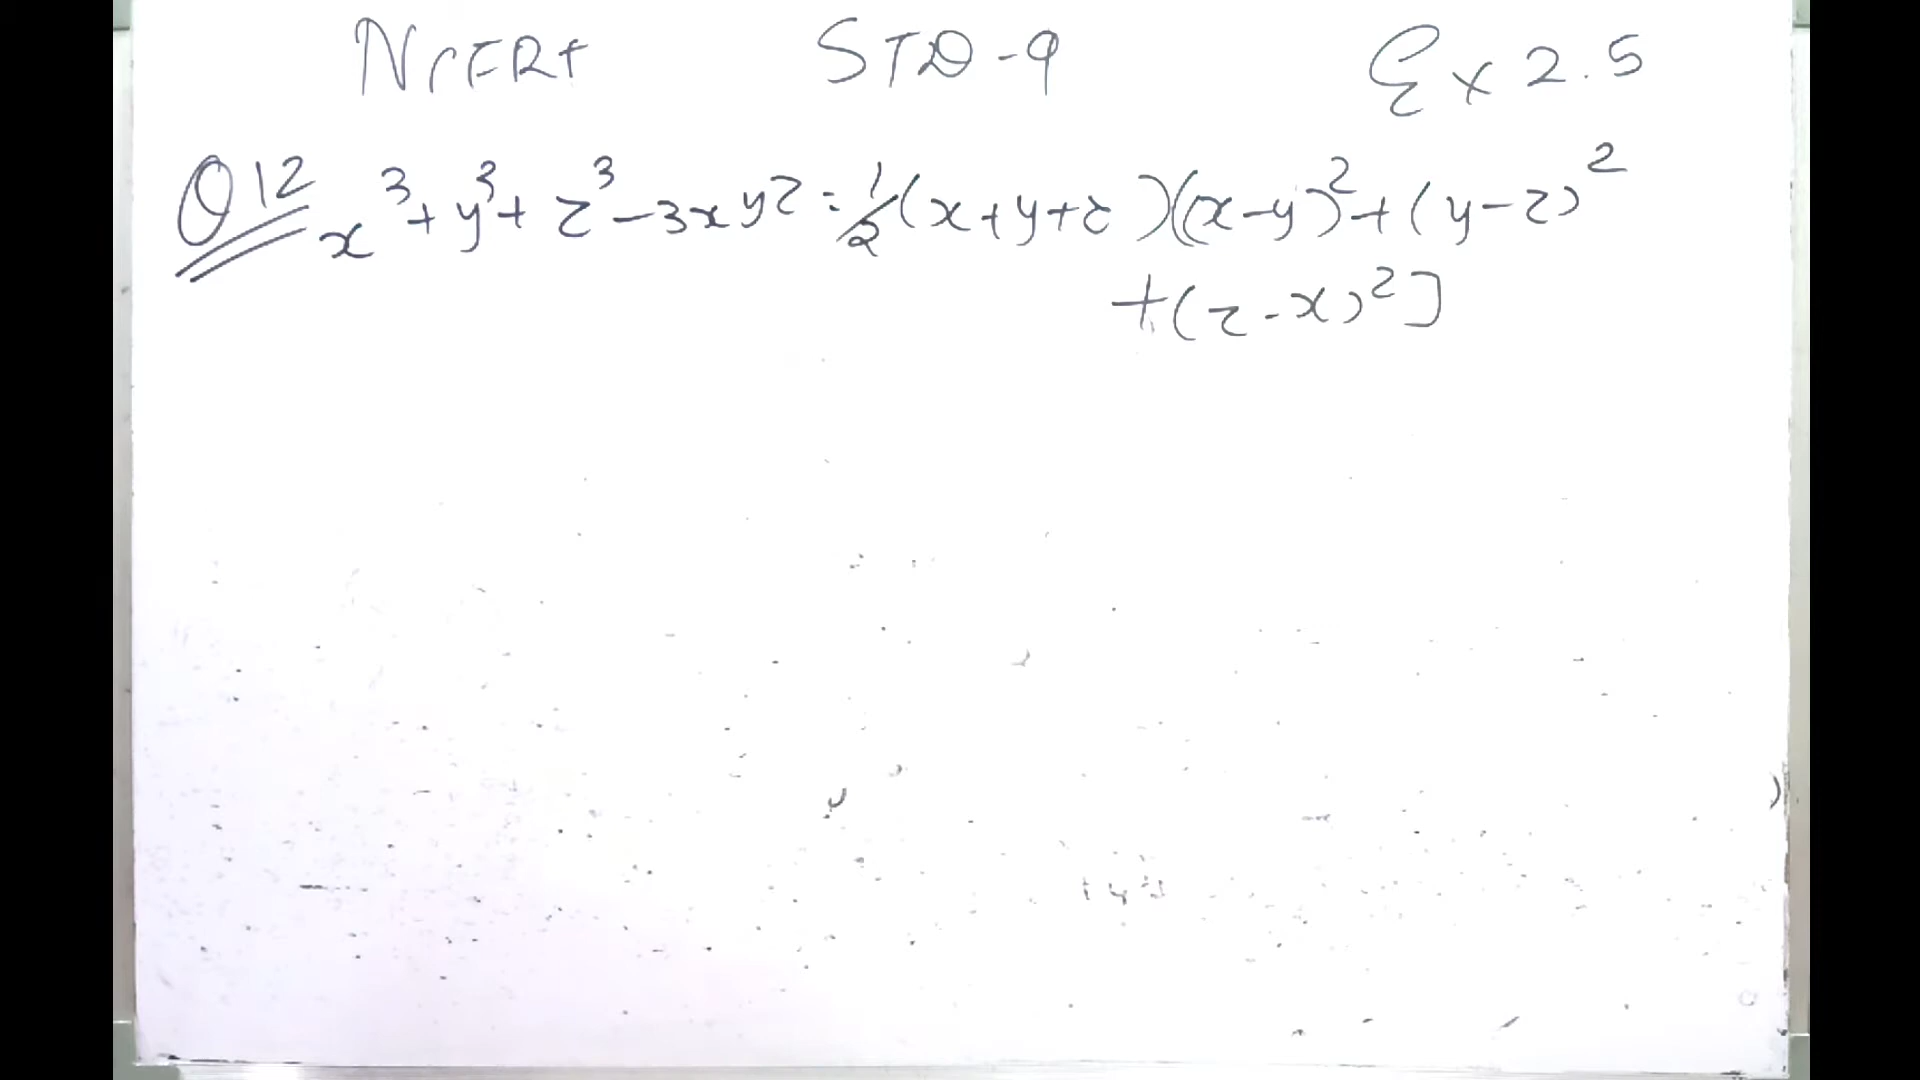 NCERT STD-9 Ex 2.5
Q12 x³+y³+z³-3xyz=1/2(x+y+z)((x-y)²+(y-z)²
+(z-x)²]